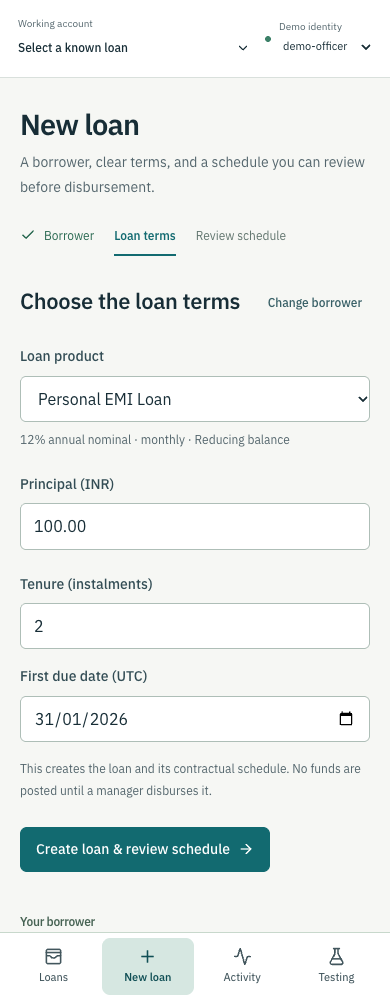 Working account
Demo identity
Select a known loan
demo-officer
New loan
A borrower, clear terms, and a schedule you can review
before disbursement.
Borrower
Loan terms
Review schedule
Choose the loan terms
Change borrower
Loan product
Personal EMI Loan
12% annual nominal · monthly · Reducing balance
Principal (INR)
100.00
Tenure (instalments)
2
First due date (UTC)
31/01/2026
This creates the loan and its contractual schedule. No funds are
posted until a manager disburses it.
Create loan & review schedule
Your borrower
Loans
New loan
Activity
Testing